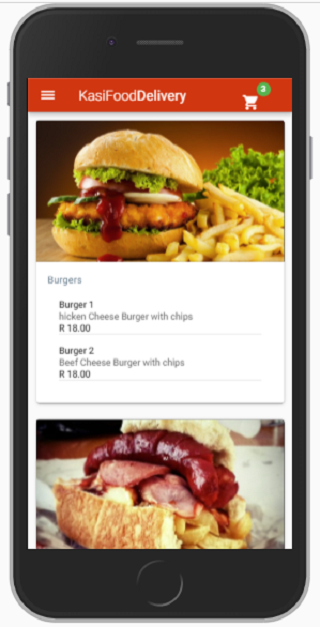 KasiFoodDelivery
3
Burgers
Burger 1
hicken Cheese Burger with chips
R 18.00
Burger 2
Beef Cheese Burger with chips
R 18.00